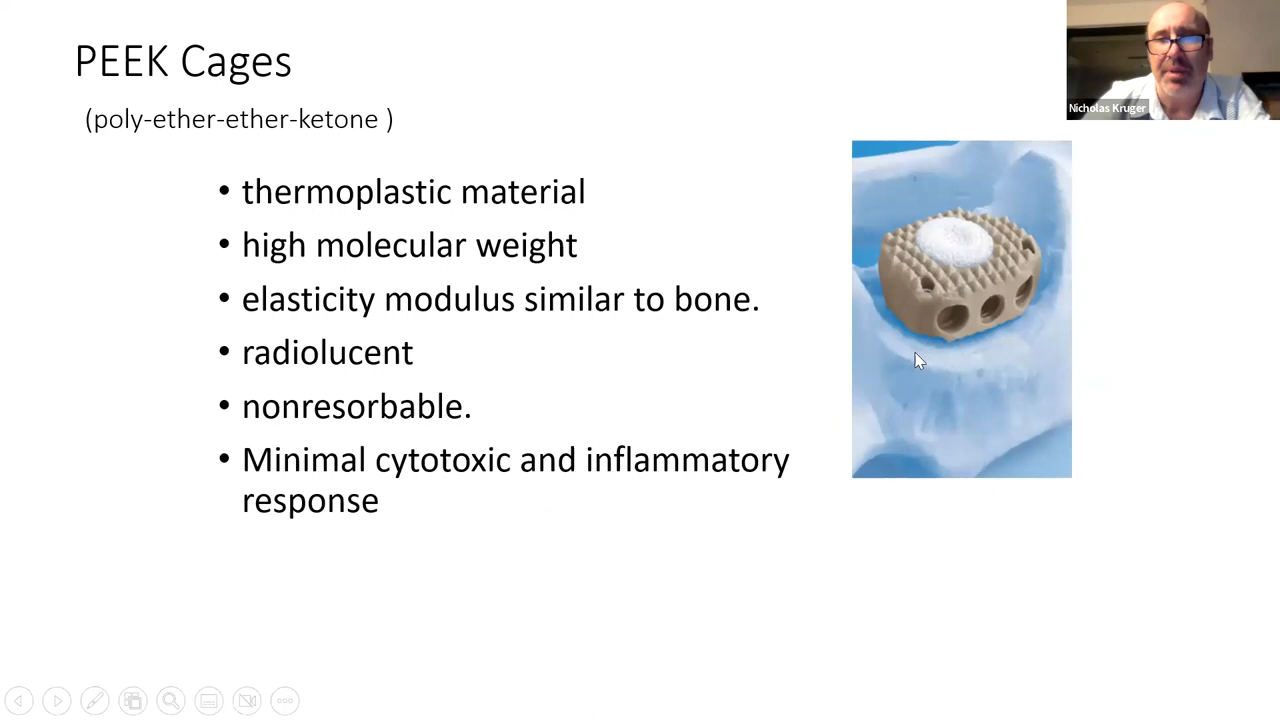 PEEK Cages
(poly-ether-ether-ketone )
Nicholas Kruger
• thermoplastic material
• high molecular weight
• elasticity modulus similar to bone.
• radiolucent
• nonresorbable.
• Minimal cytotoxic and inflammatory
response